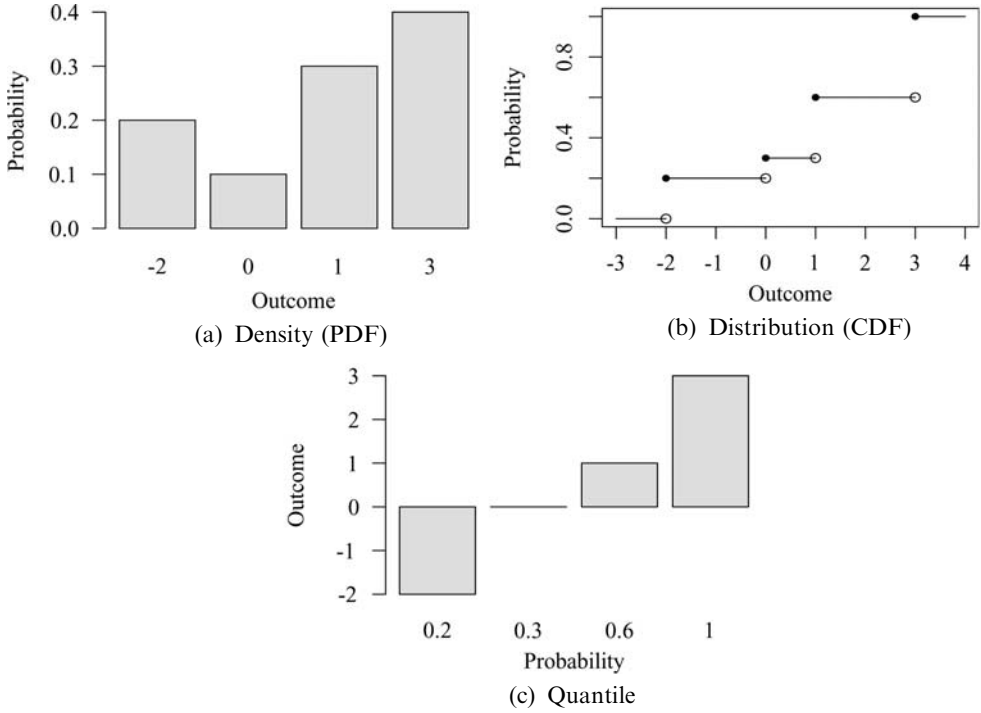 0.4
0.3
0.2
0.1
0.0
Probability
-2 0 1 3
Outcome
(a) Density (PDF)
0.8
0.4
0.0
Probability
-3 -2 -1 0 1 2 3 4
Outcome
(b) Distribution (CDF)
3
2
1
0
-1
-2
Outcome
0.2 0.3 0.6 1
Probability
(c) Quantile